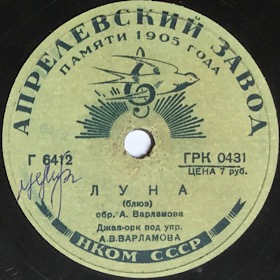 АПРЕЛЕВСКИЙ ЗАВОД
ПАМЯТИ 1905 ГОДА
Г 6412
ГРК 0431
ЦЕНА 7 руб.
ЛУНА
(блюз)
обр. А. Варламова
Джаз-орк под упр.
А.В.ВАРЛАМОВА
НКОМ СССР